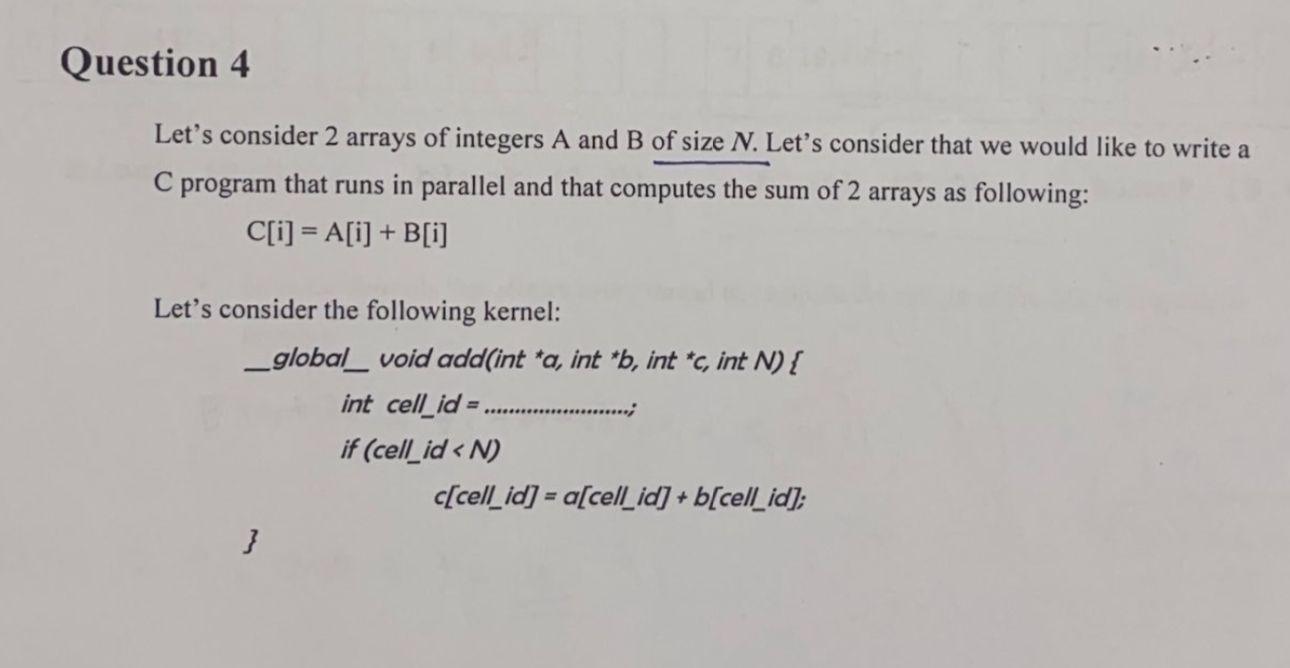 Question 4
Let's consider 2 arrays of integers A and B of size N. Let's consider that we would like to write a
C program that runs in parallel and that computes the sum of 2 arrays as following:
C[i] = A[i] + B[i]
Let's consider the following kernel:
__global__ void add(int *a, int *b, int *c, int N) {
int cell_id = ........................;
if (cell_id < N)
c[cell_id] = a[cell_id] + b[cell_id];
}